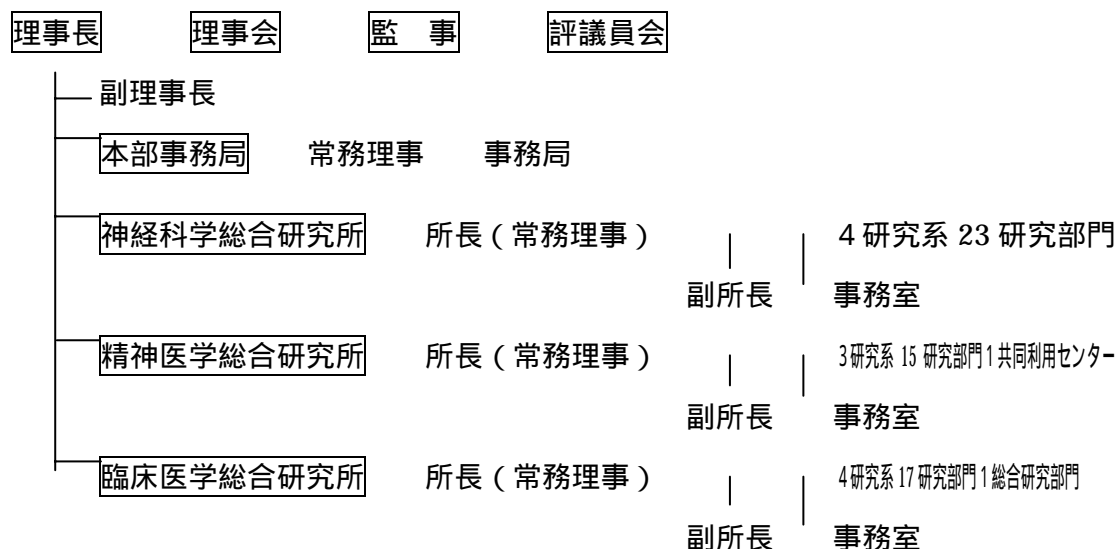 理事長 理事会 監 事 評議員会
副理事長
本部事務局 常務理事 事務局
神経科学総合研究所 所長(常務理事) 4研究系 23 研究部門
副所長 事務室
精神医学総合研究所 所長(常務理事) 3研究系 15 研究部門1共同利用センター
副所長 事務室
臨床医学総合研究所 所長(常務理事) 4研究系 17 研究部門1総合研究部門
副所長 事務室